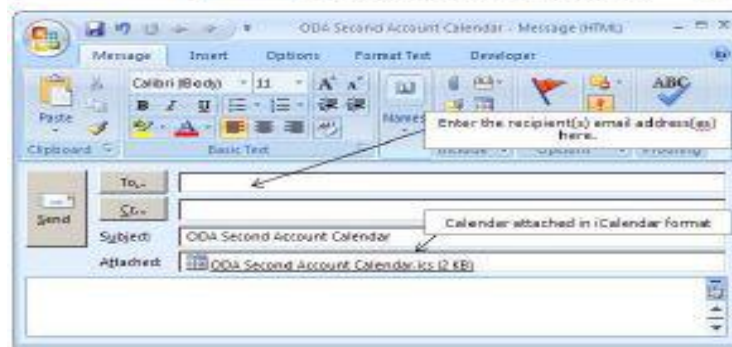 ODA Second Account Calendar - Message (HTML)
Message Insert Options Format Text Developer
Calibri (Body) 11 A A
ABC
Paste
B I U
Names
Enter the recipient(s) email address(es)
here.
Clipboard
Basic Text
Include
Options
Proofing
To...
Cc...
Send
Calender attached in iCalendar format
Subject: ODA Second Account Calendar
Attached: ODA Second Account Calendar.ics (2 KB)